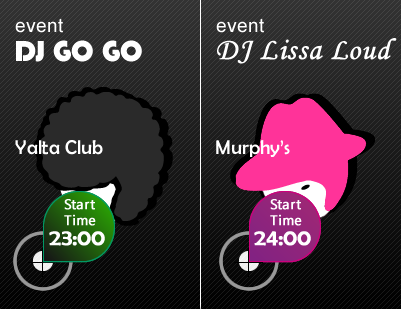 event
DJ GO GO
Yalta Club
Start
Time
23:00
event
DJ Lissa Loud
Murphy's
Start
Time
24:00